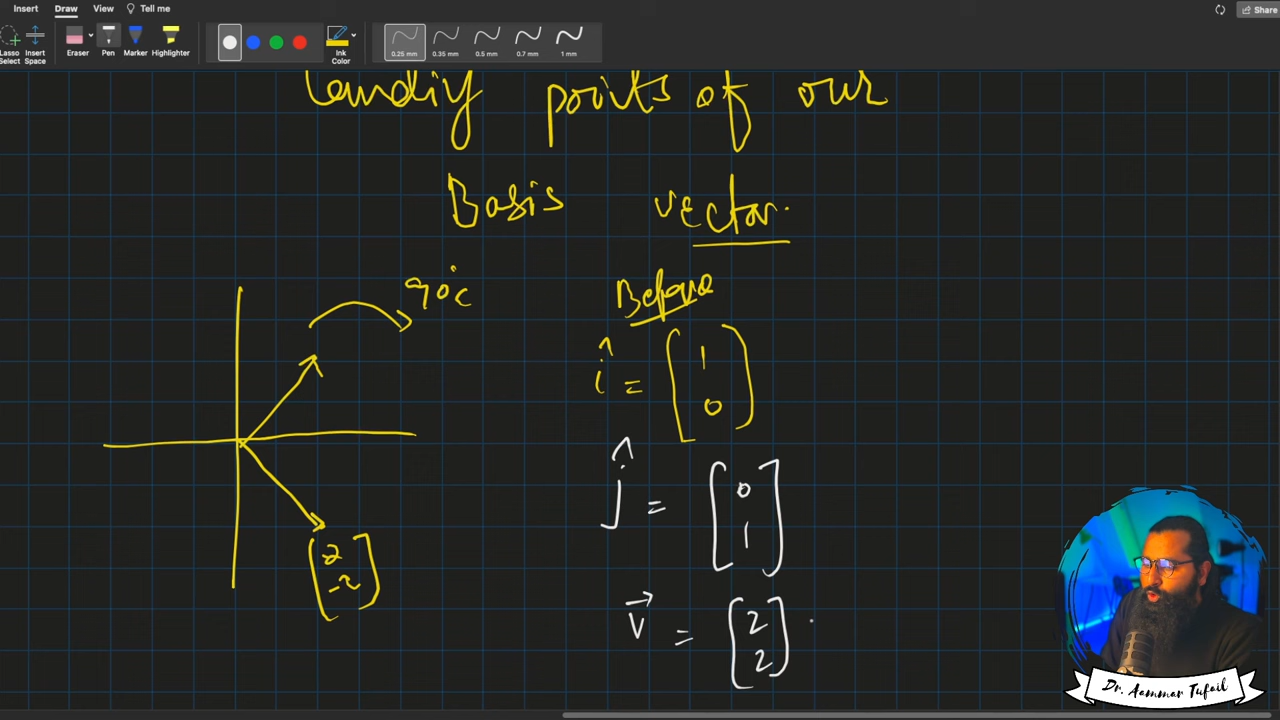 Insert Draw View Tell me
Share
Lasso Select
Insert Space
Eraser
Pen
Marker
Highlighter
Ink Color
0.25 mm
0.35 mm
0.5 mm
0.7 mm
1 mm
points of our
Basis vector.
90°c
Before
î = [1 0]
ĵ = [0 1]
[2 -2]
v = [2 2]
Dr. Aammar Tufail